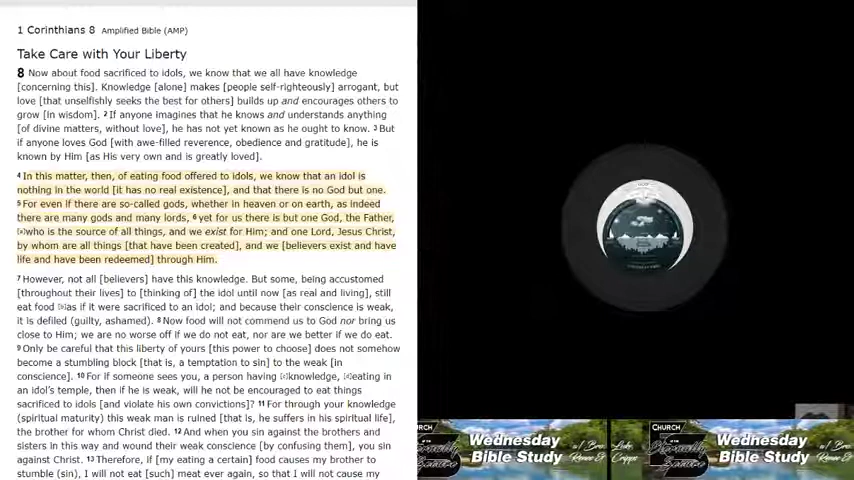 1 Corinthians 8 Amplified Bible (AMP)
Take Care with Your Liberty
8 Now about food sacrificed to idols, we know that we all have knowledge
[concerning this]. Knowledge [alone] makes [people self-righteously] arrogant, but
love [that unselfishly seeks the best for others] builds up and encourages others to
grow [in wisdom]. 2 If anyone imagines that he knows and understands anything
[of divine matters, without love], he has not yet known as he ought to know. 3 But
if anyone loves God [with awe-filled reverence, obedience and gratitude], he is
known by Him [as His very own and is greatly loved].
4 In this matter, then, of eating food offered to idols, we know that an idol is
nothing in the world [it has no real existence], and that there is no God but one.
5 For even if there are so-called gods, whether in heaven or on earth, as indeed
there are many gods and many lords, 6 yet for us there is but one God, the Father,
[a]who is the source of all things, and we exist for Him; and one Lord, Jesus Christ,
by whom are all things [that have been created], and we [believers exist and have
life and have been redeemed] through Him.
7 However, not all [believers] have this knowledge. But some, being accustomed
[throughout their lives] to [thinking of] the idol until now [as real and living], still
eat food [b]as if it were sacrificed to an idol; and because their conscience is weak,
it is defiled (guilty, ashamed). 8 Now food will not commend us to God nor bring us
close to Him; we are no worse off if we do not eat, nor are we better if we do eat.
9 Only be careful that this liberty of yours [this power to choose] does not somehow
become a stumbling block [that is, a temptation to sin] to the weak [in
conscience]. 10 For if someone sees you, a person having [c]knowledge, [d]eating in
an idol's temple, then if he is weak, will he not be encouraged to eat things
sacrificed to idols [and violate his own convictions]? 11 For through your knowledge
(spiritual maturity) this weak man is ruined [that is, he suffers in his spiritual life],
the brother for whom Christ died. 12 And when you sin against the brothers and
sisters in this way and wound their weak conscience [by confusing them], you sin
against Christ. 13 Therefore, if [my eating a certain] food causes my brother to
stumble (sin), I will not eat [such] meat ever again, so that I will not cause my
CHURCH
of the
Eternally
Secure
Wednesday
Bible Study
w/ Bro.
Renee &
Luke
Cripps
CHURCH
of the
Eternally
Secure
Wednesday
Bible Study
w/ Bro.
Renee &